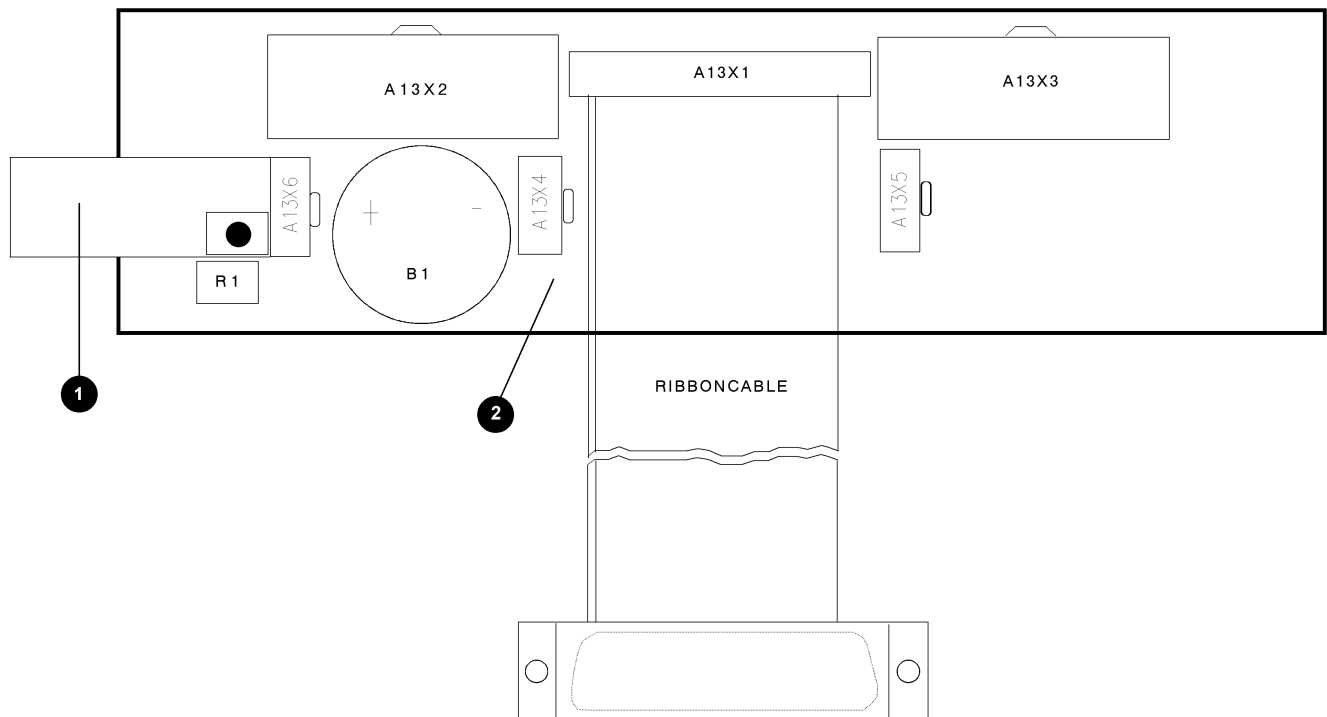 A13X2
A13X1
A13X3
A13X6
A13X4
A13X5
+
-
B1
R1
1
2
RIBBONCABLE